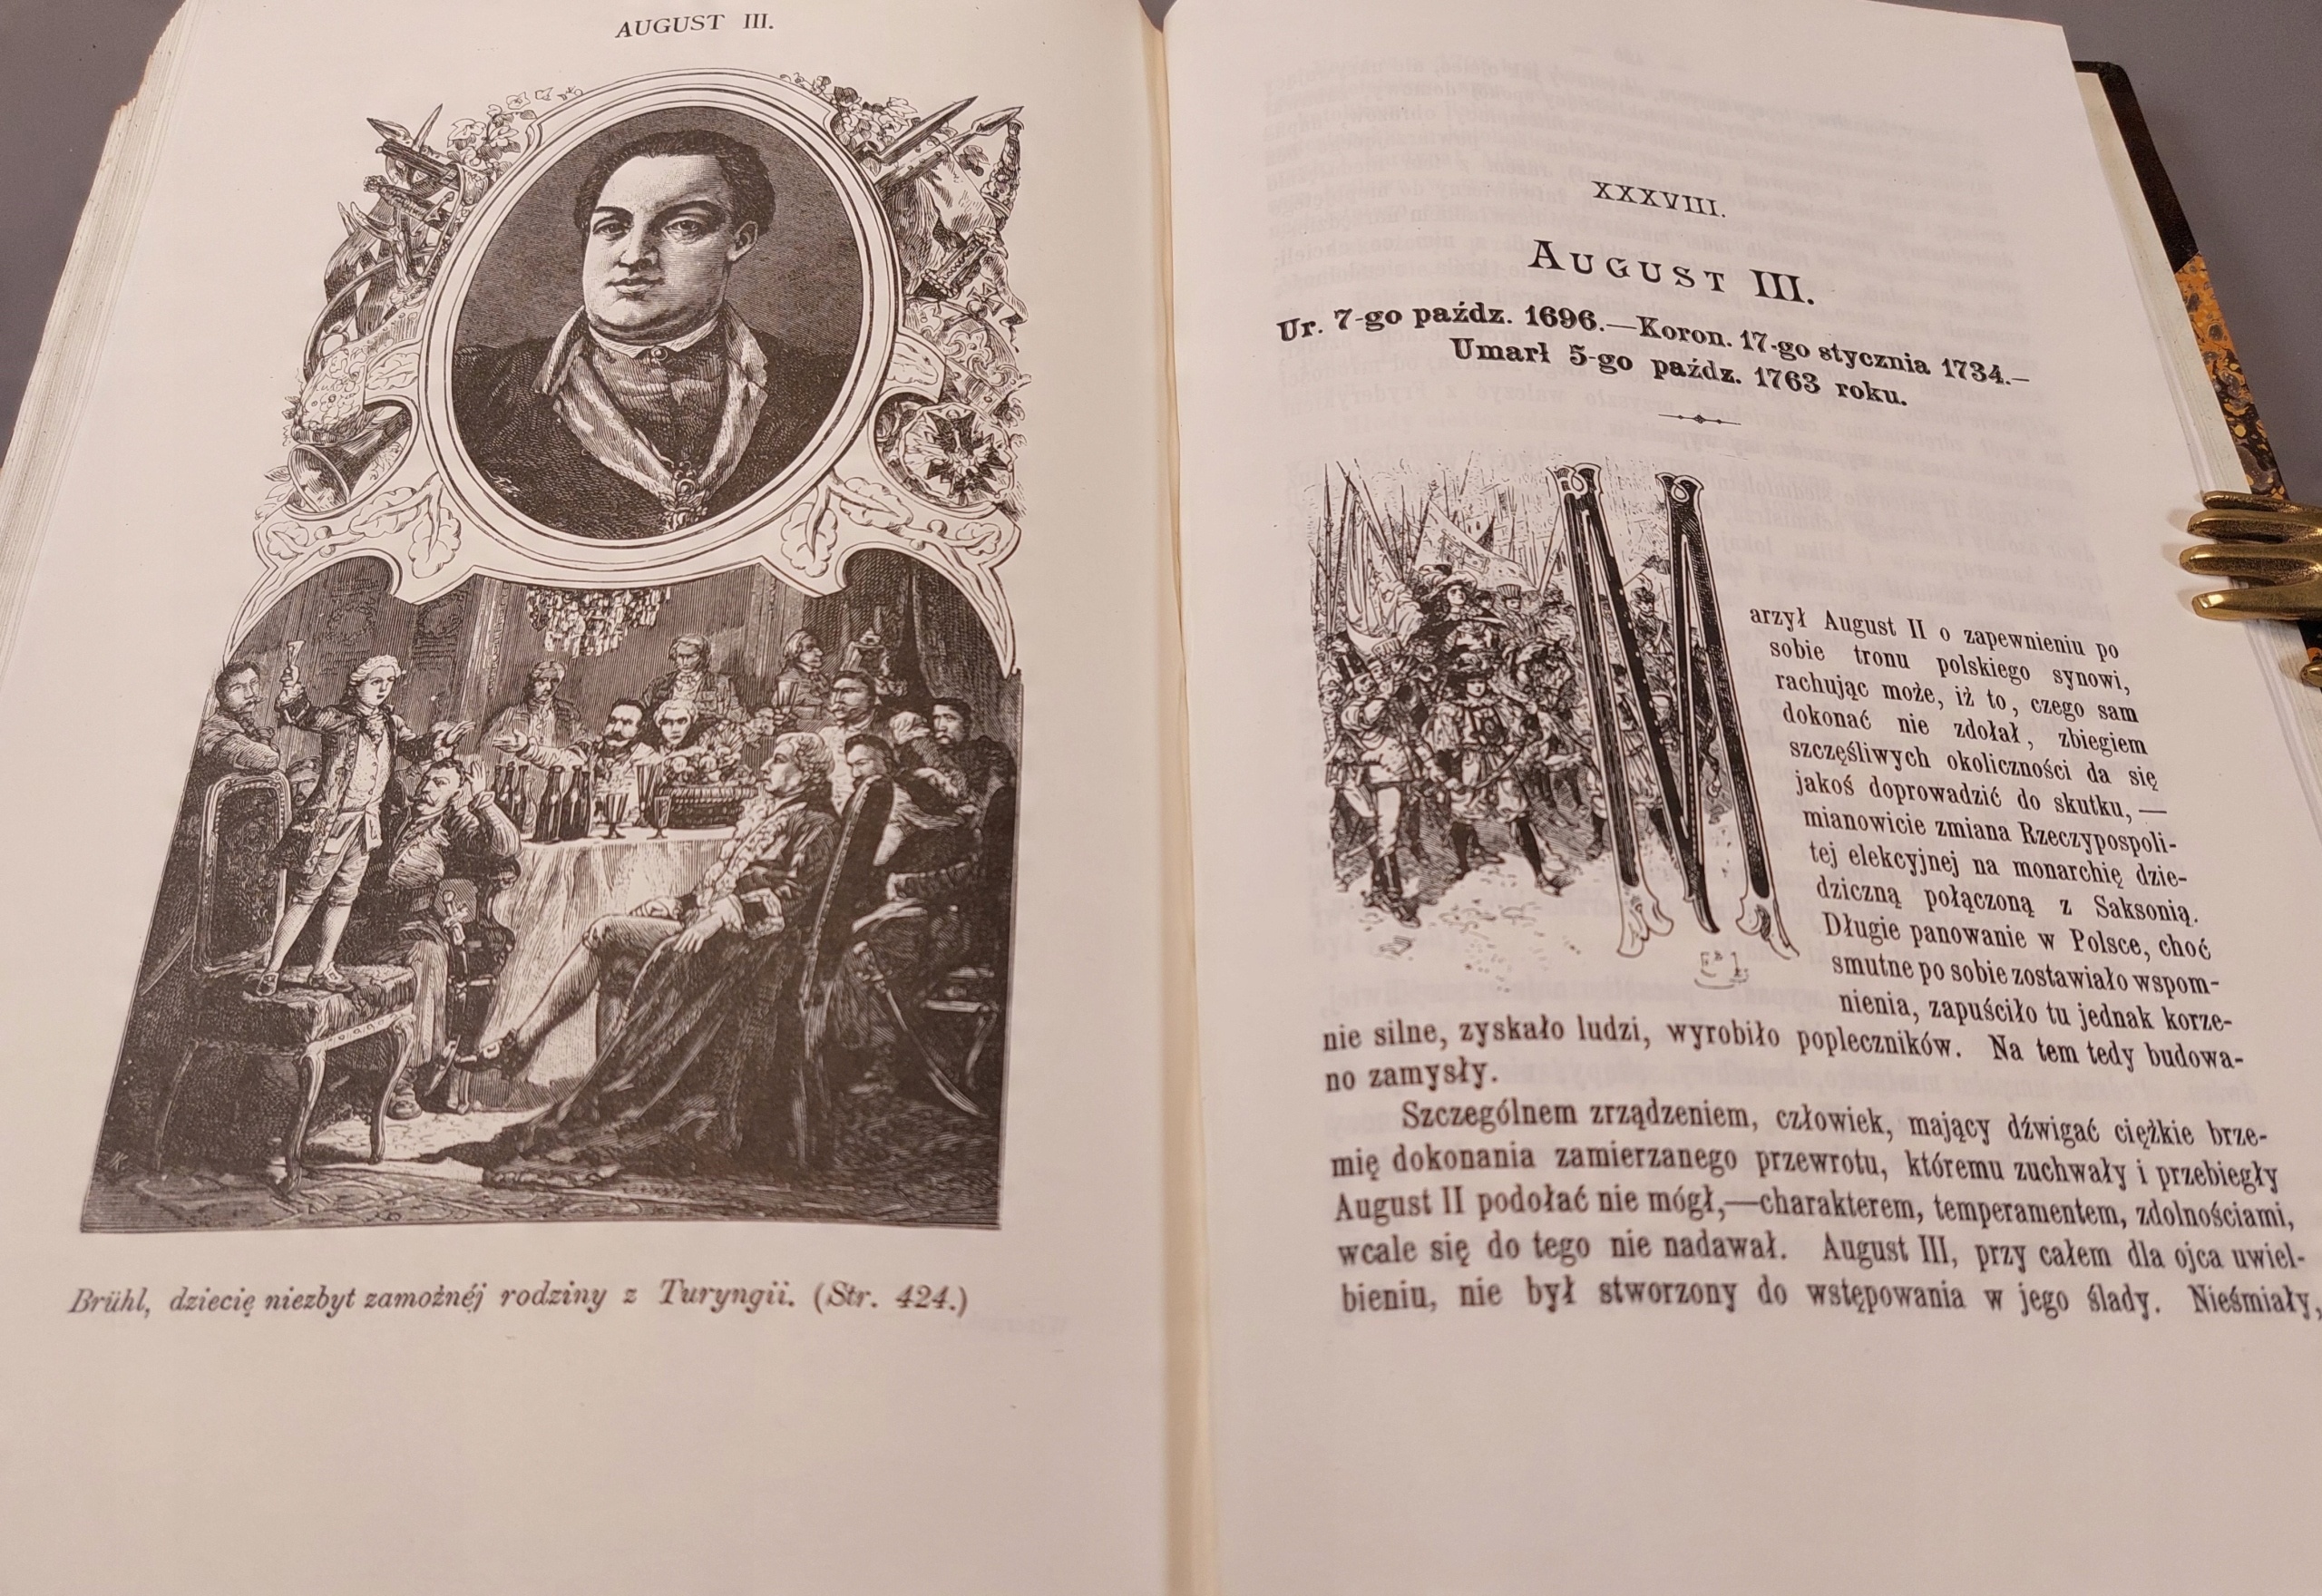 AUGUST III.
Brühl, dziecię niezbyt zamożnéj rodziny z Turyngii. (Str. 424.)
XXXVIII.
AUGUST III.
Ur. 7-go paźdz. 1696.—Koron. 17-go stycznia 1734.—
Umarł 5-go paźdz. 1763 roku.
M
arzył August II o zapewnieniu po
sobie tronu polskiego synowi,
rachując może, iż to, czego sam
dokonać nie zdołał, zbiegiem
szczęśliwych okoliczności da się
jakoś doprowadzić do skutku, —
mianowicie zmiana Rzeczypospoli-
tej elekcyjnej na monarchię dzie-
dziczną połączoną z Saksonią.
Długie panowanie w Polsce, choć
smutne po sobie zostawiało wspom-
nienia, zapuściło tu jednak korze-
nie silne, zyskało ludzi, wyrobiło popleczników. Na tem tedy budowa-
no zamysły.
Szczególnem zrządzeniem, człowiek, mający dźwigać ciężkie brze-
mię dokonania zamierzanego przewrotu, któremu zuchwały i przebiegły
August II podołać nie mógł,—charakterem, temperamentem, zdolnościami,
wcale się do tego nie nadawał. August III, przy całem dla ojca uwiel-
bieniu, nie był stworzony do wstępowania w jego ślady. Nieśmiały,